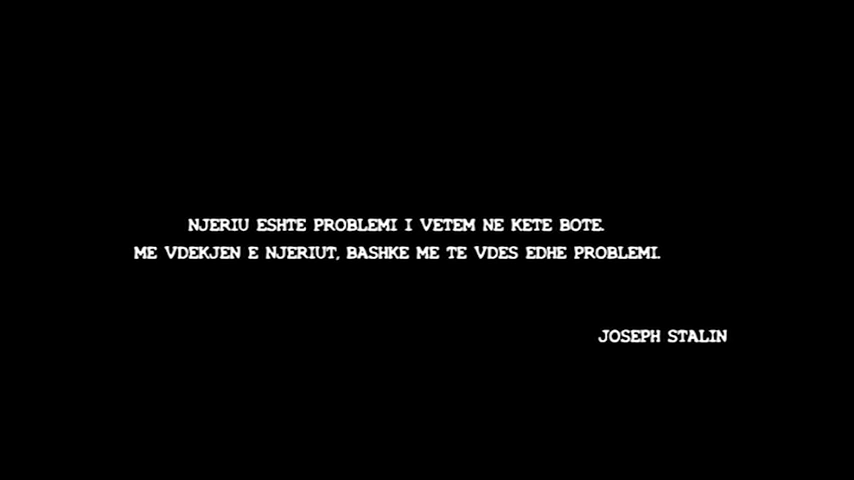 NJERIU ESHTE PROBLEMI I VETEM NE KETE BOTE.
ME VDEKJEN E NJERIUT, BASHKE ME TE VDES EDHE PROBLEMI.
JOSEPH STALIN